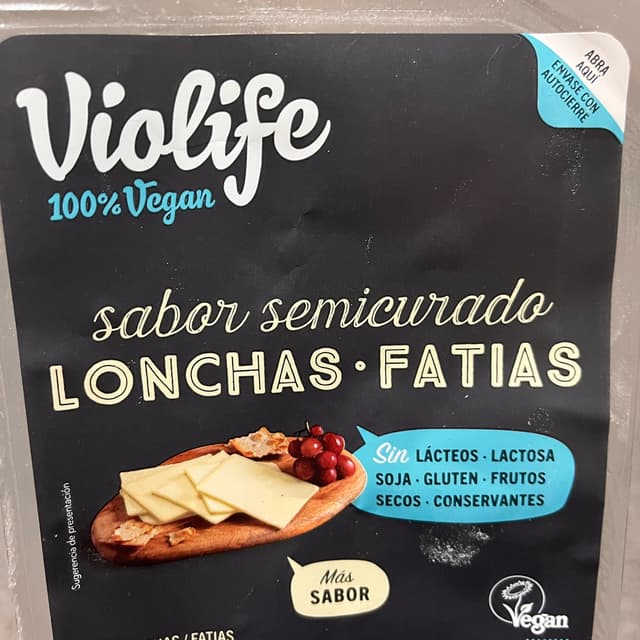 Violife
100% Vegan
ABRA
AQUÍ
ENVASE CON
AUTOCIERRE
sabor semicurado
LONCHAS · FATIAS
Sin LÁCTEOS · LACTOSA
SOJA · GLUTEN · FRUTOS
SECOS · CONSERVANTES
Sugerencia de presentación
Más
SABOR
Vegan
/ FATIAS